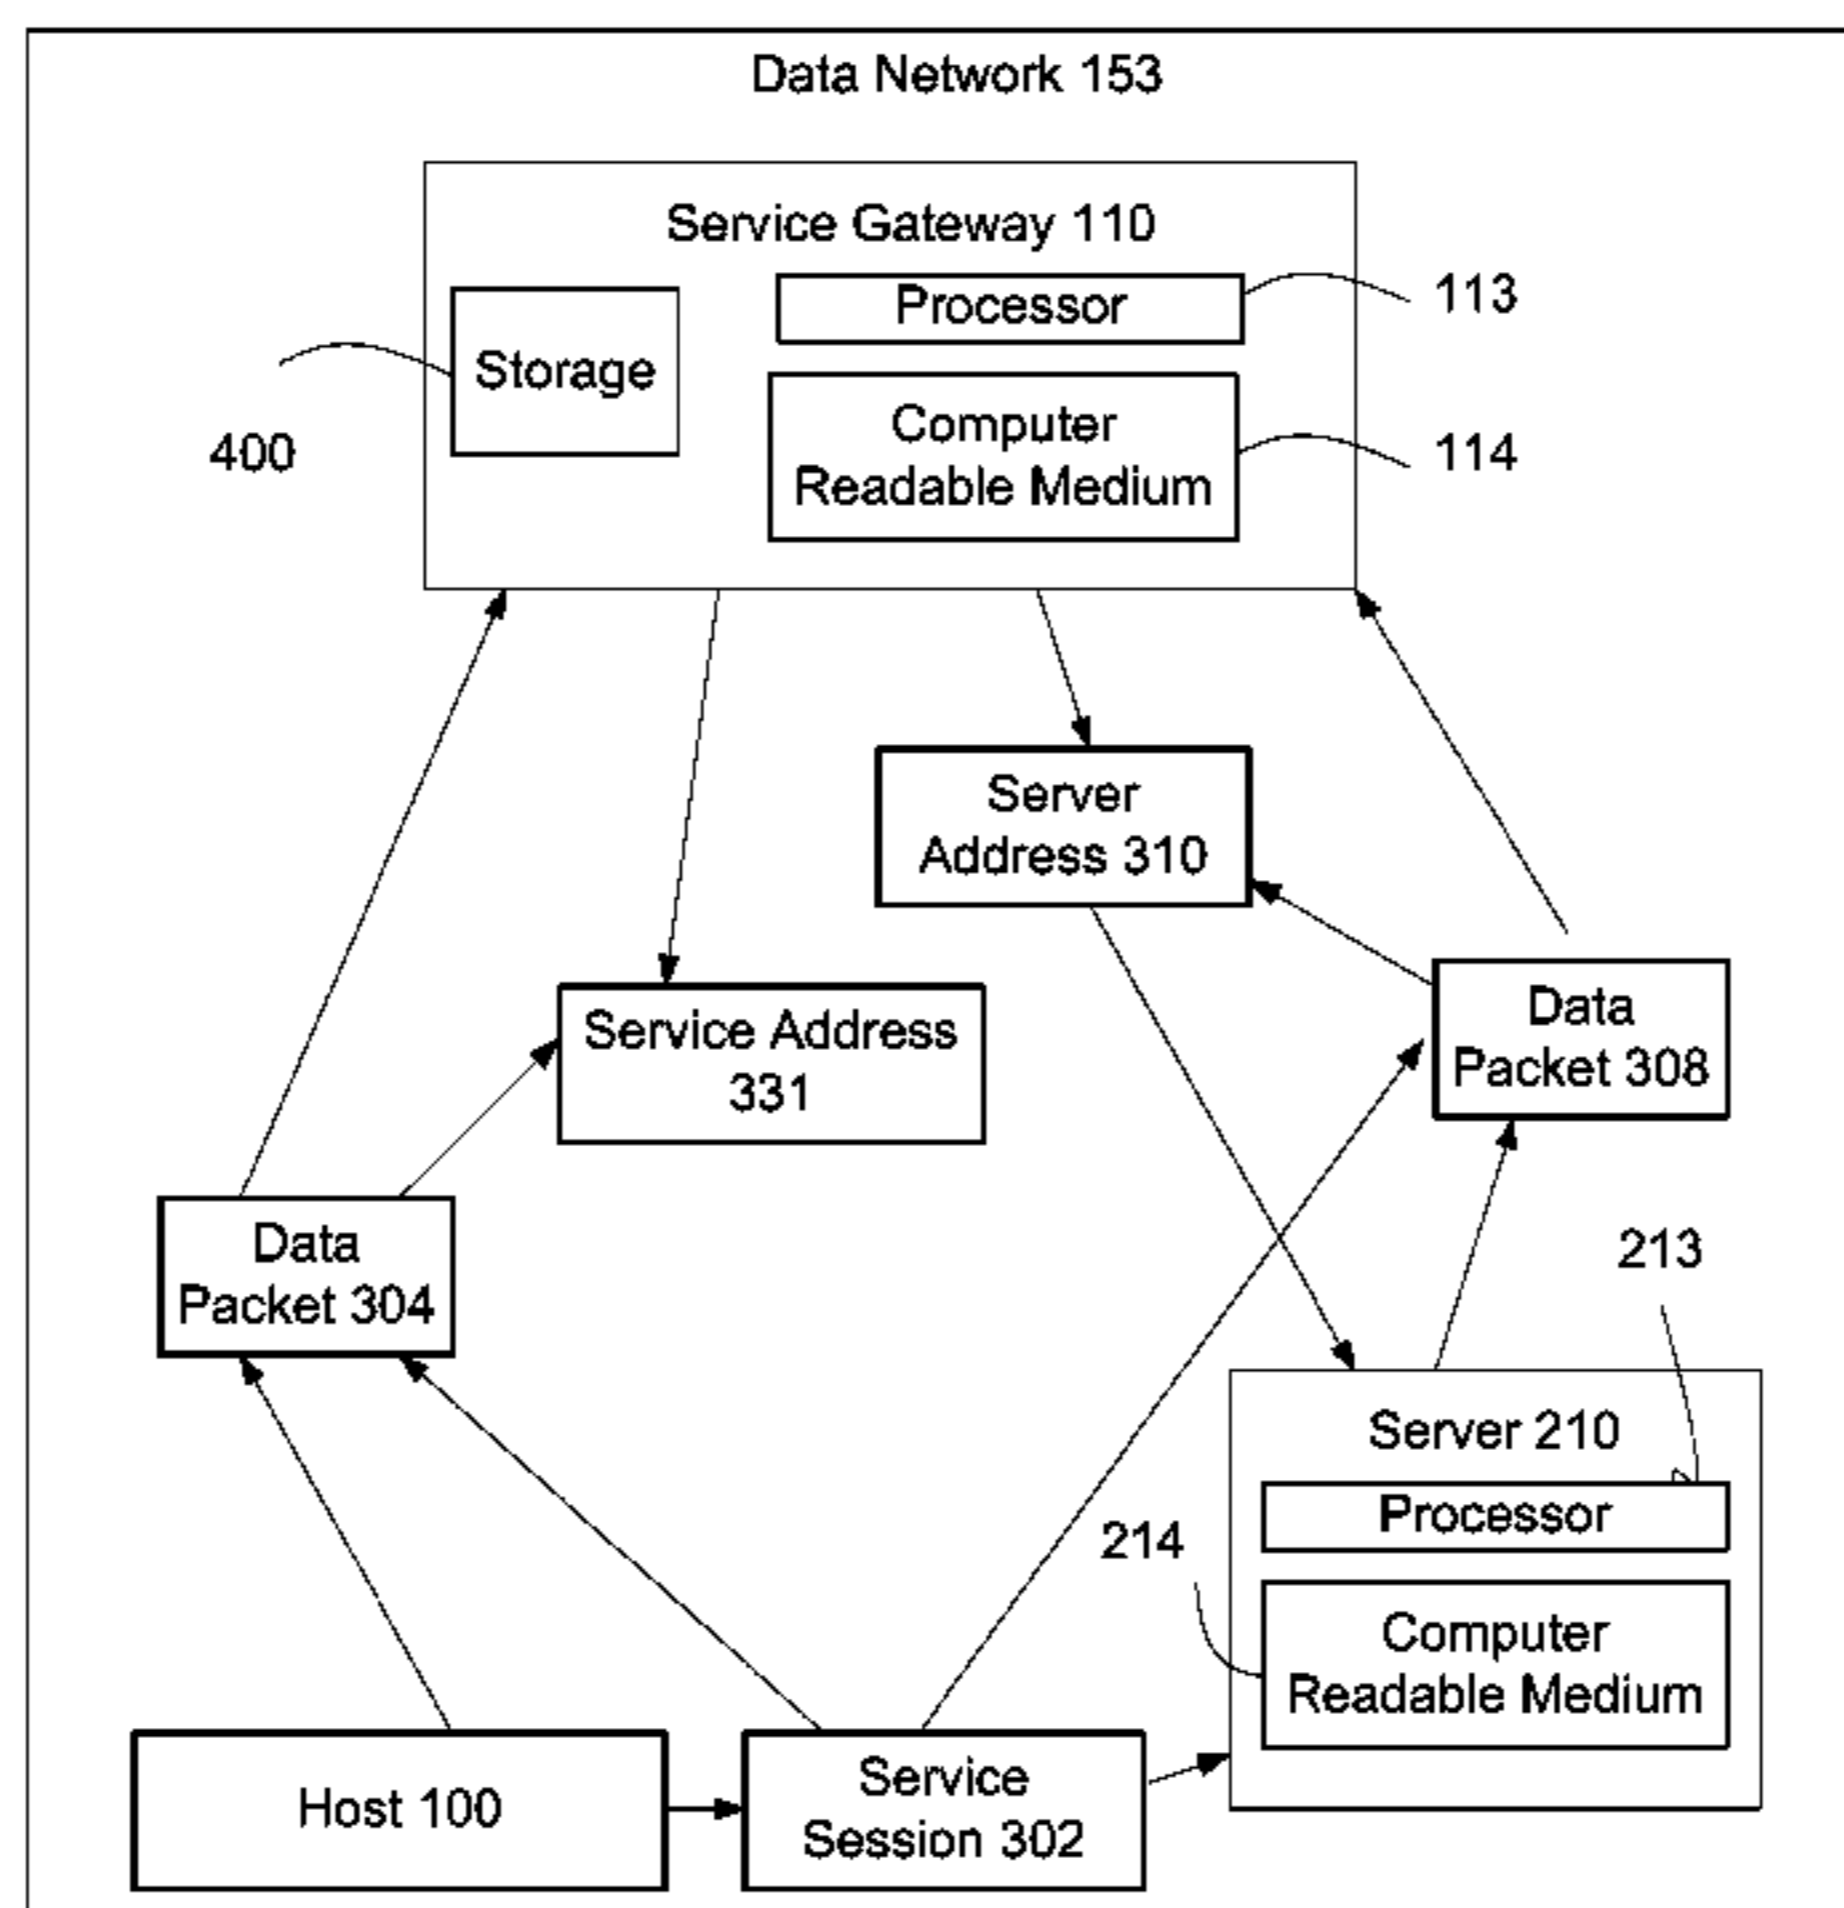 Data Network 153
Service Gateway 110
Processor
113
Storage
Computer
Readable Medium
400
114
Server
Address 310
Service Address
331
Data
Packet 308
Data
Packet 304
213
Server 210
Processor
214
Computer
Readable Medium
Host 100
Service
Session 302